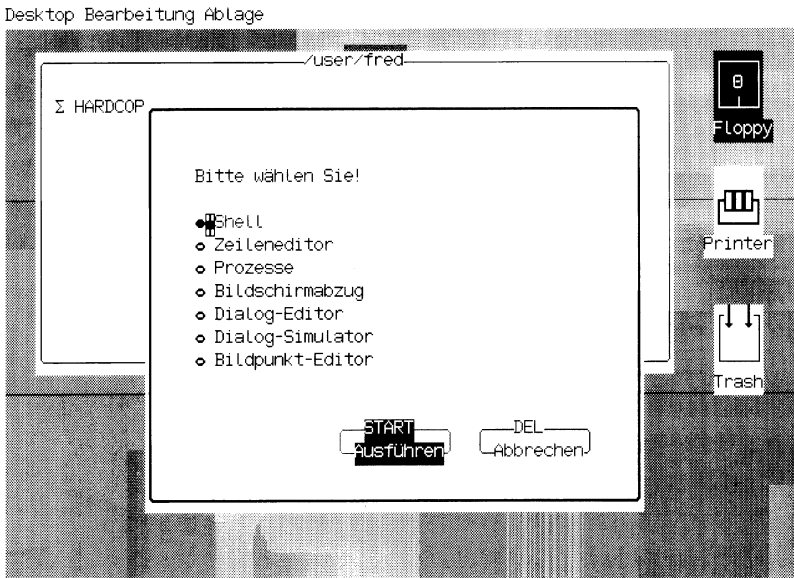 Desktop Bearbeitung Ablage
/user/fred
Σ HARDCOP
0
Floppy
Bitte wählen Sie!
Shell
Zeileneditor
Prozesse
Bildschirmabzug
Dialog-Editor
Dialog-Simulator
Bildpunkt-Editor
Printer
Trash
START
Ausführen
DEL
Abbrechen